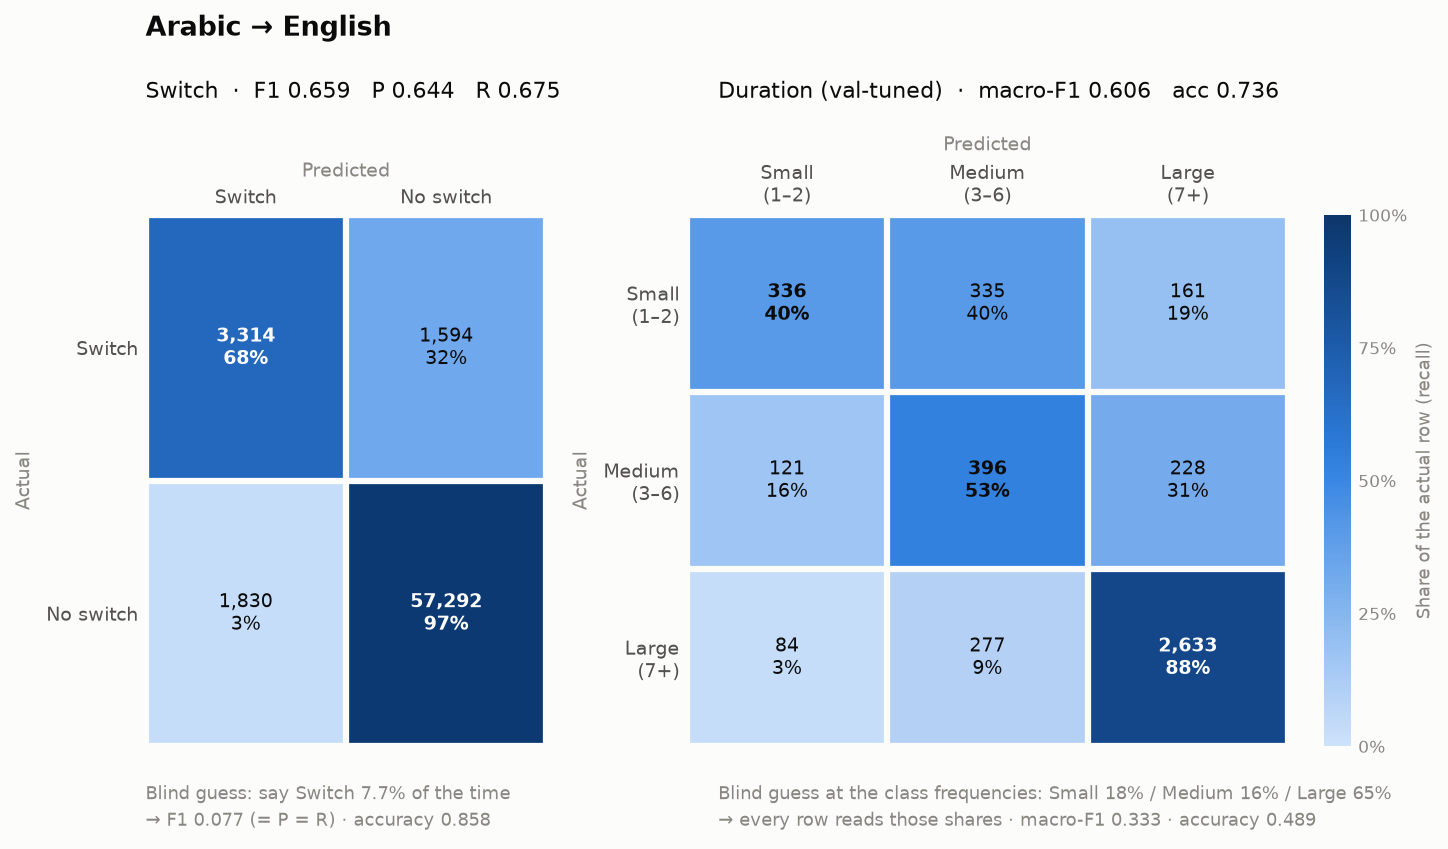 Arabic → English
Switch · F1 0.659 P 0.644 R 0.675
Duration (val-tuned) · macro-F1 0.606 acc 0.736
Predicted
Switch No switch
Actual
Switch
3,314 1,594
68% 32%
No switch
1,830 57,292
3% 97%
Blind guess: say Switch 7.7% of the time
→ F1 0.077 (= P = R) · accuracy 0.858
Predicted
Small Medium Large
(1–2) (3–6) (7+)
Actual
Small
(1–2)
336 335 161
40% 40% 19%
Medium
(3–6)
121 396 228
16% 53% 31%
Large
(7+)
84 277 2,633
3% 9% 88%
100%
75%
50%
25%
0%
Share of the actual row (recall)
Blind guess at the class frequencies: Small 18% / Medium 16% / Large 65%
→ every row reads those shares · macro-F1 0.333 · accuracy 0.489